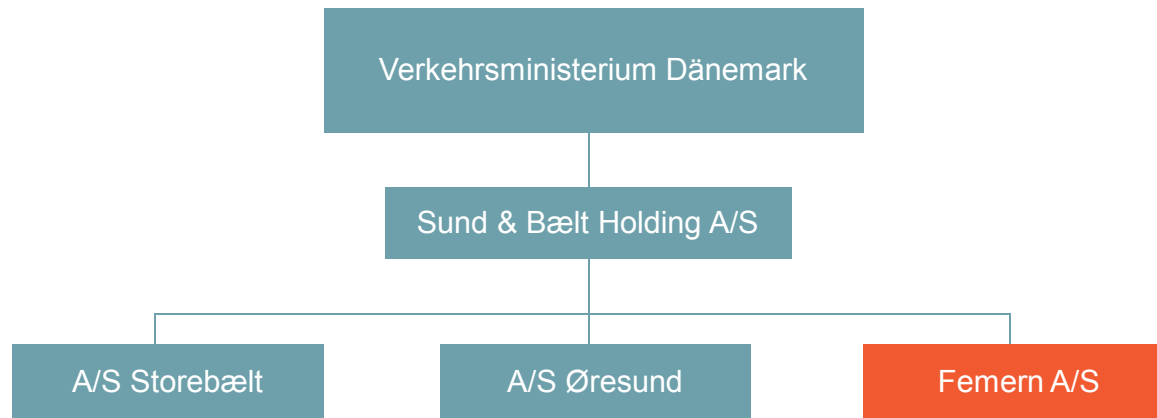 Verkehrsministerium Dänemark
Sund & Bælt Holding A/S
A/S Storebælt
A/S Øresund
Femern A/S